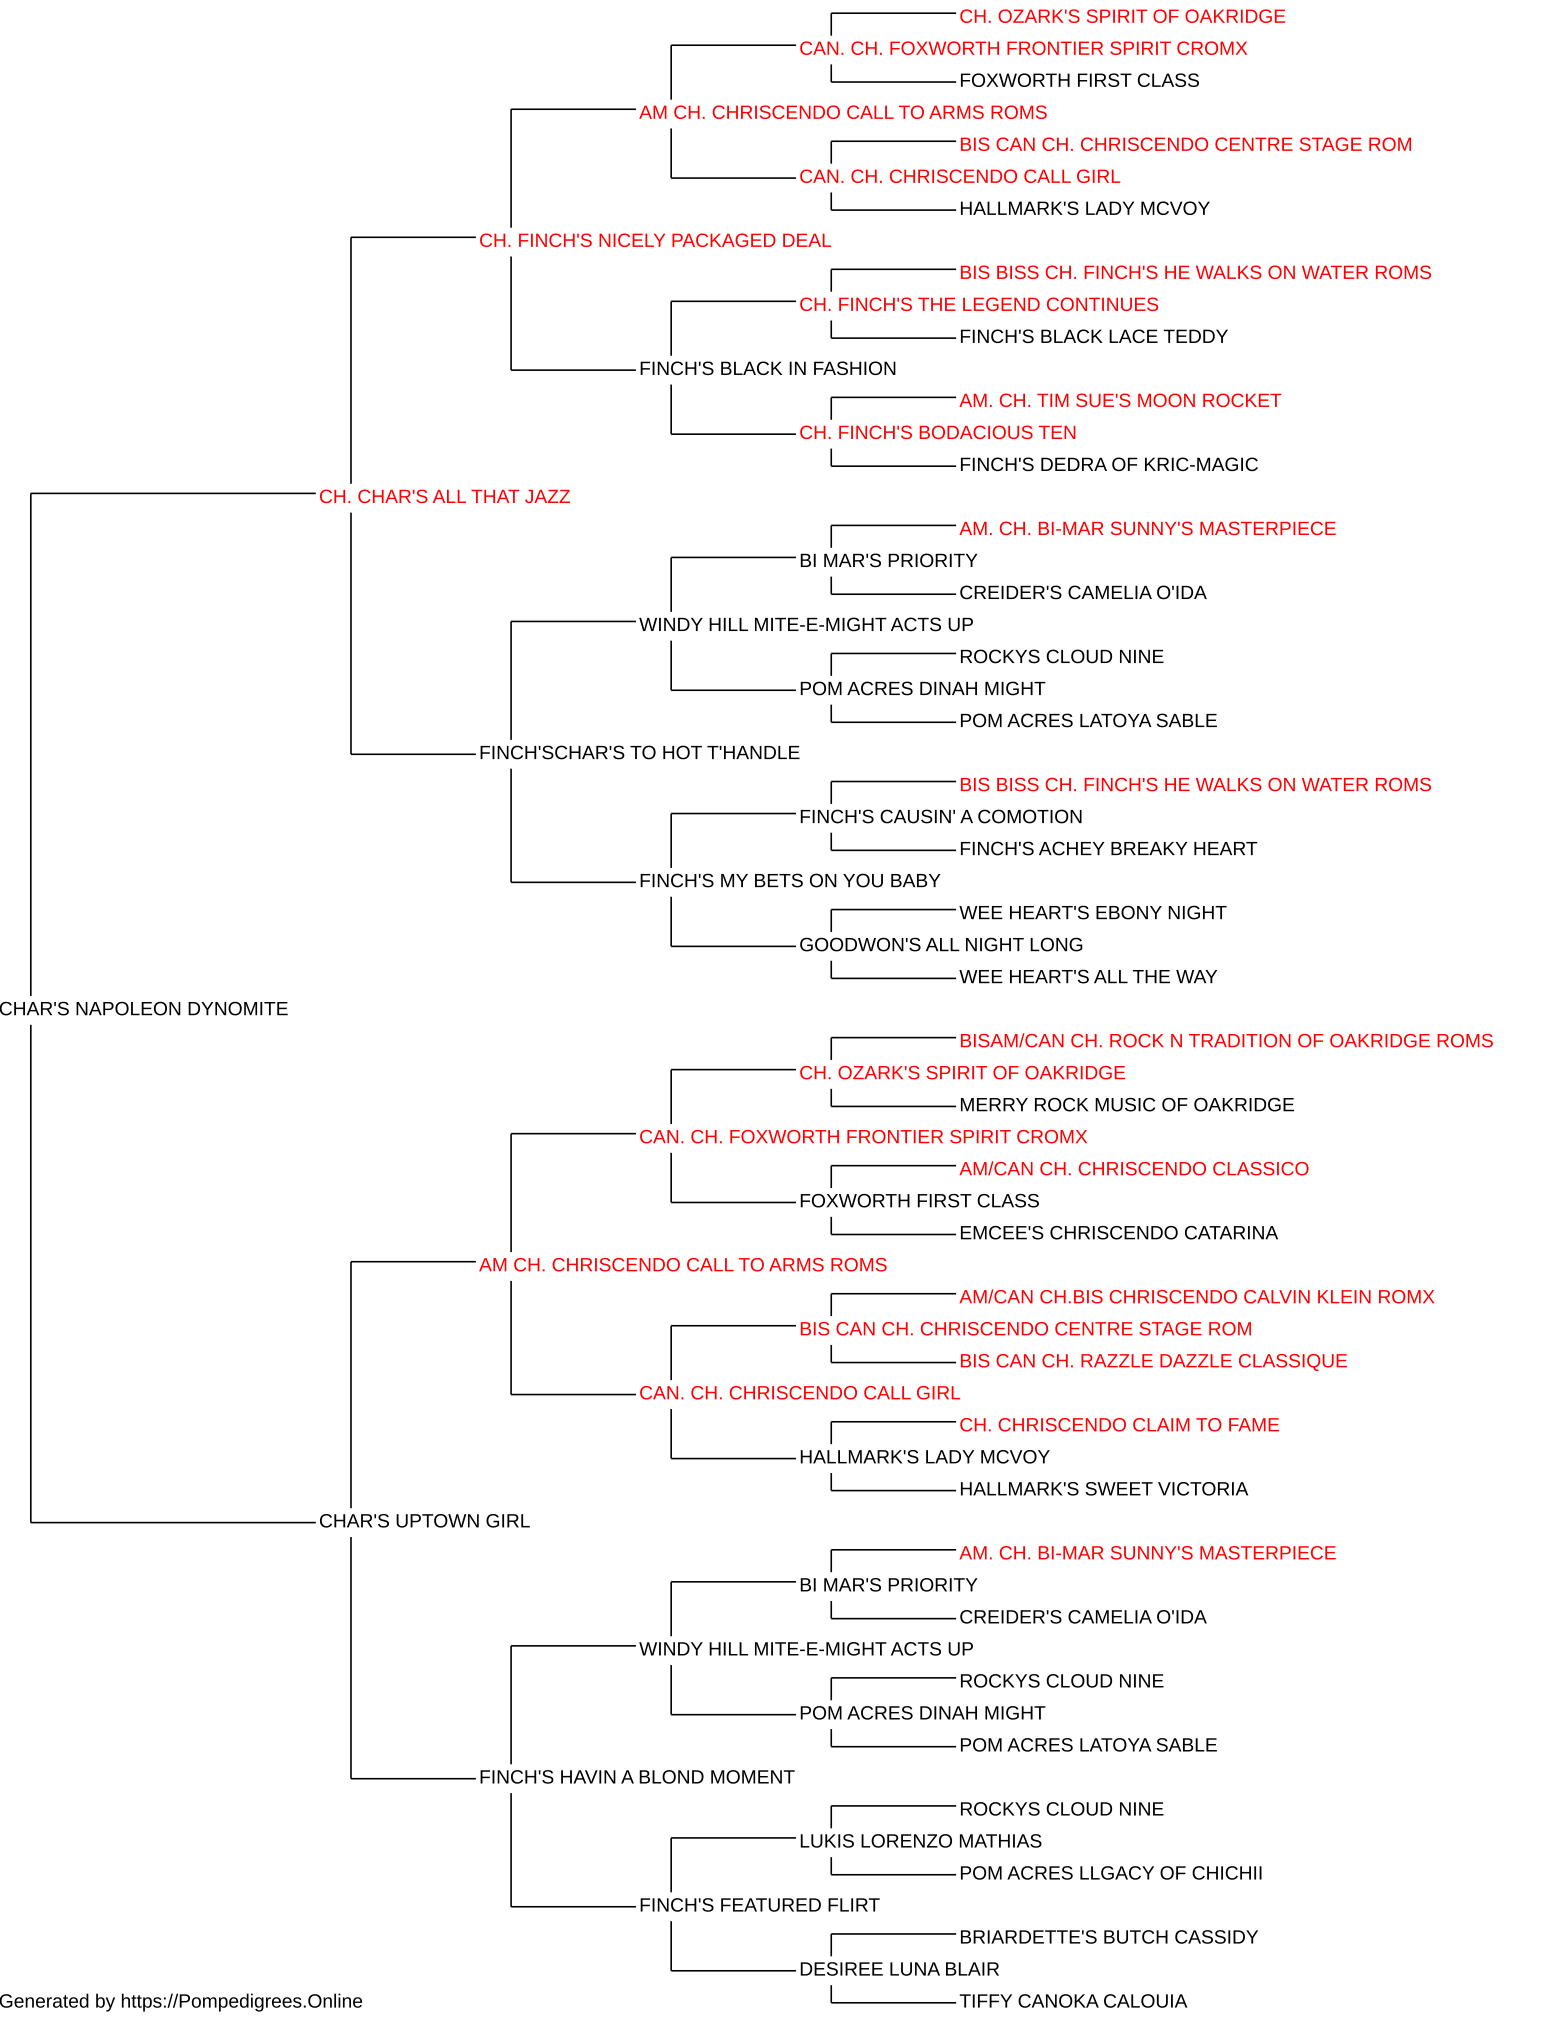 CH. OZARK'S SPIRIT OF OAKRIDGE
CAN. CH. FOXWORTH FRONTIER SPIRIT CROMX
FOXWORTH FIRST CLASS
AM CH. CHRISCENDO CALL TO ARMS ROMS
BIS CAN CH. CHRISCENDO CENTRE STAGE ROM
CAN. CH. CHRISCENDO CALL GIRL
HALLMARK'S LADY MCVOY
CH. FINCH'S NICELY PACKAGED DEAL
BIS BISS CH. FINCH'S HE WALKS ON WATER ROMS
CH. FINCH'S THE LEGEND CONTINUES
FINCH'S BLACK LACE TEDDY
FINCH'S BLACK IN FASHION
AM. CH. TIM SUE'S MOON ROCKET
CH. FINCH'S BODACIOUS TEN
FINCH'S DEDRA OF KRIC-MAGIC
CH. CHAR'S ALL THAT JAZZ
AM. CH. BI-MAR SUNNY'S MASTERPIECE
BI MAR'S PRIORITY
CREIDER'S CAMELIA O'IDA
WINDY HILL MITE-E-MIGHT ACTS UP
ROCKYS CLOUD NINE
POM ACRES DINAH MIGHT
POM ACRES LATOYA SABLE
FINCH'SCHAR'S TO HOT T'HANDLE
BIS BISS CH. FINCH'S HE WALKS ON WATER ROMS
FINCH'S CAUSIN' A COMOTION
FINCH'S ACHEY BREAKY HEART
FINCH'S MY BETS ON YOU BABY
WEE HEART'S EBONY NIGHT
GOODWON'S ALL NIGHT LONG
WEE HEART'S ALL THE WAY
CHAR'S NAPOLEON DYNOMITE
BISAM/CAN CH. ROCK N TRADITION OF OAKRIDGE ROMS
CH. OZARK'S SPIRIT OF OAKRIDGE
MERRY ROCK MUSIC OF OAKRIDGE
CAN. CH. FOXWORTH FRONTIER SPIRIT CROMX
AM/CAN CH. CHRISCENDO CLASSICO
FOXWORTH FIRST CLASS
EMCEE'S CHRISCENDO CATARINA
AM CH. CHRISCENDO CALL TO ARMS ROMS
AM/CAN CH.BIS CHRISCENDO CALVIN KLEIN ROMX
BIS CAN CH. CHRISCENDO CENTRE STAGE ROM
BIS CAN CH. RAZZLE DAZZLE CLASSIQUE
CAN. CH. CHRISCENDO CALL GIRL
CH. CHRISCENDO CLAIM TO FAME
HALLMARK'S LADY MCVOY
HALLMARK'S SWEET VICTORIA
CHAR'S UPTOWN GIRL
AM. CH. BI-MAR SUNNY'S MASTERPIECE
BI MAR'S PRIORITY
CREIDER'S CAMELIA O'IDA
WINDY HILL MITE-E-MIGHT ACTS UP
ROCKYS CLOUD NINE
POM ACRES DINAH MIGHT
POM ACRES LATOYA SABLE
FINCH'S HAVIN A BLOND MOMENT
ROCKYS CLOUD NINE
LUKIS LORENZO MATHIAS
POM ACRES LLGACY OF CHICHII
FINCH'S FEATURED FLIRT
BRIARDETTE'S BUTCH CASSIDY
DESIREE LUNA BLAIR
TIFFY CANOKA CALOUIA
Generated by https://Pompedigrees.Online